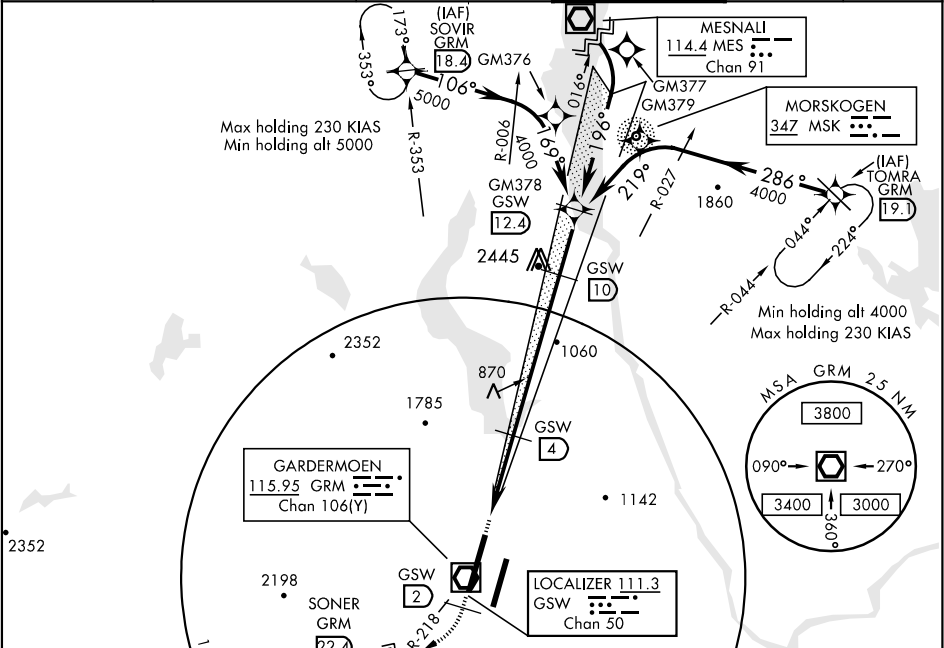 (IAF)
SOVIR
GRM
18.4
173°
353°
106°
5000
GM376
Max holding 230 KIAS
Min holding alt 5000
R-353
R-006
4000
169°
016°
196°
MESNALI
114.4 MES
Chan 91
GM377
GM379
MORSKOGEN
347 MSK
(IAF)
TOMRA
GRM
19.1
286°
4000
219°
R-027
1860
044°
224°
R-044
Min holding alt 4000
Max holding 230 KIAS
GM378
GSW
12.4
2445
GSW
10
2352
1060
870
1785
GSW
4
MSA GRM 25 NM
3800
090°
270°
3400
3000
360°
GARDERMOEN
115.95 GRM
Chan 106(Y)
1142
2352
2198
GSW
2
LOCALIZER 111.3
GSW
Chan 50
SONER
GRM
22.4
R-218